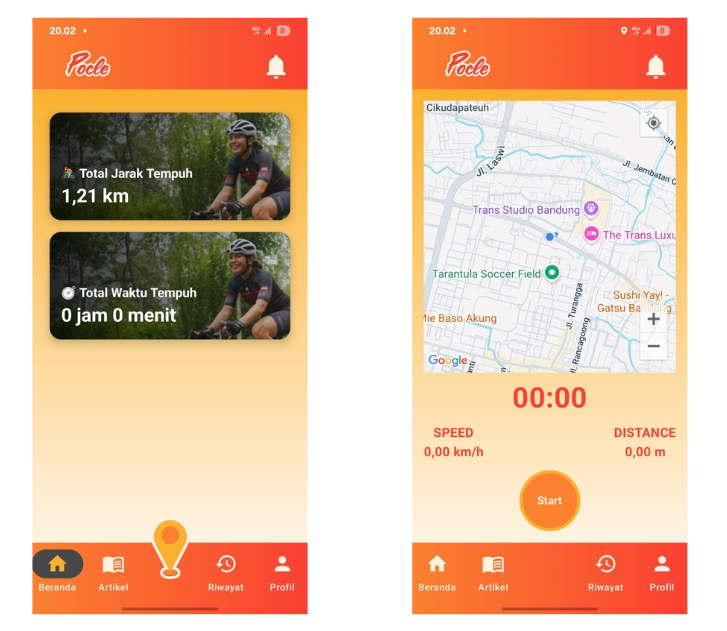 20.02
Pocle
Total Jarak Tempuh
1,21 km
Total Waktu Tempuh
0 jam 0 menit
Beranda
Artikel
Riwayat
Profil
20.02
Pocle
Cikudapateuh
Jl. Laswi
Jl. Jembatan O
Trans Studio Bandung
The Trans Luxu
Tarantula Soccer Field
Jl. Turangga
Sushi Yay! -
Gatsu Bandung
Mie Baso Akung
Jl. Rancagoong
Google
00:00
SPEED
DISTANCE
0,00 km/h
0,00 m
Start
Beranda
Artikel
Riwayat
Profil